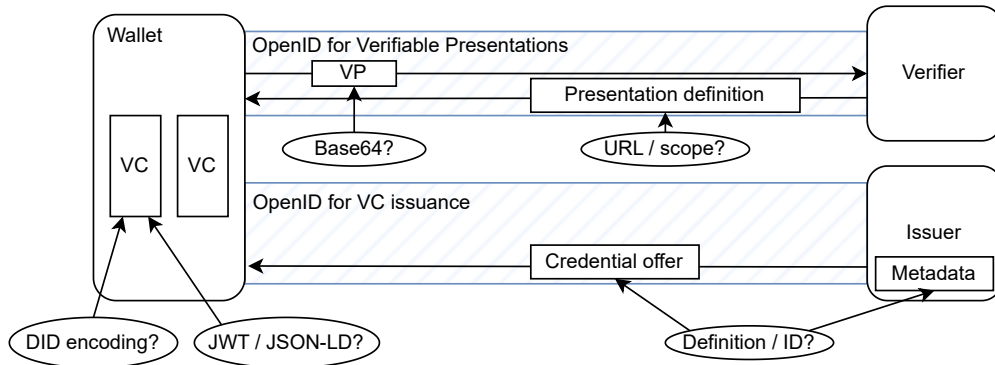 Wallet
OpenID for Verifiable Presentations
VP
Verifier
Presentation definition
Base64?
URL / scope?
VC
VC
OpenID for VC issuance
Issuer
Credential offer
Metadata
DID encoding?
JWT / JSON-LD?
Definition / ID?